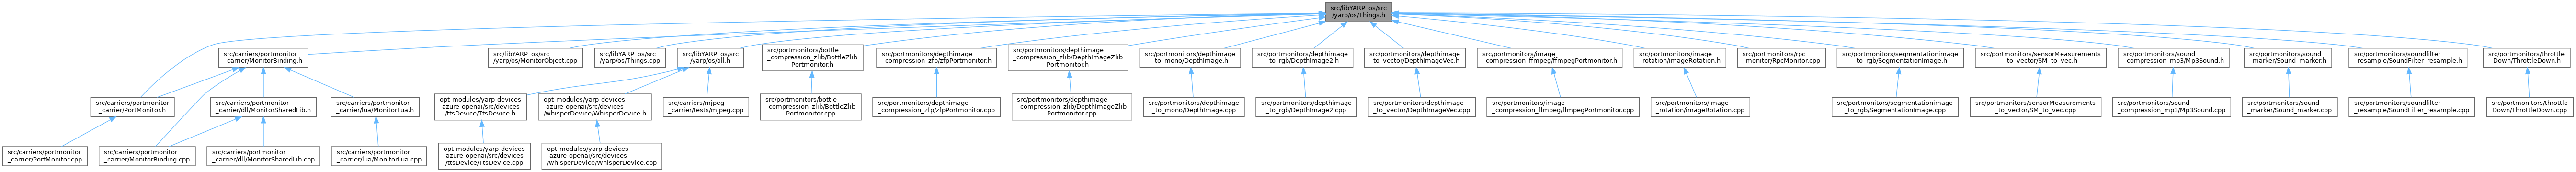 src/libYARP_os/src
/yarp/os/Things.h
src/carriers/portmonitor
_carrier/MonitorBinding.h
src/libYARP_os/src
/yarp/os/MonitorObject.cpp
src/libYARP_os/src
/yarp/os/Things.cpp
src/libYARP_os/src
/yarp/os/all.h
src/portmonitors/bottle
_compression_zlib/BottleZlib
Portmonitor.h
src/portmonitors/depthimage
_compression_zfp/zfpPortmonitor.h
src/portmonitors/depthimage
_compression_zlib/DepthImageZlib
Portmonitor.h
src/portmonitors/depthimage
_to_mono/DepthImage.h
src/portmonitors/depthimage
_to_rgb/DepthImage2.h
src/portmonitors/depthimage
_to_vector/DepthImageVec.h
src/portmonitors/image
_compression_ffmpeg/ffmpegPortmonitor.h
src/portmonitors/image
_rotation/imageRotation.h
src/portmonitors/rpc
_monitor/RpcMonitor.cpp
src/portmonitors/segmentationimage
_to_rgb/SegmentationImage.h
src/portmonitors/sensorMeasurements
_to_vector/SM_to_vec.h
src/portmonitors/sound
_compression_mp3/Mp3Sound.h
src/portmonitors/sound
_marker/Sound_marker.h
src/portmonitors/soundfilter
_resample/SoundFilter_resample.h
src/portmonitors/throttle
Down/ThrottleDown.h
src/carriers/portmonitor
_carrier/PortMonitor.h
src/carriers/portmonitor
_carrier/dll/MonitorSharedLib.h
src/carriers/portmonitor
_carrier/lua/MonitorLua.h
opt-modules/yarp-devices
-azure-openai/src/devices
/ttsDevice/TtsDevice.h
opt-modules/yarp-devices
-azure-openai/src/devices
/whisperDevice/WhisperDevice.h
src/carriers/mjpeg
_carrier/tests/mjpeg.cpp
src/portmonitors/bottle
_compression_zlib/BottleZlib
Portmonitor.cpp
src/portmonitors/depthimage
_compression_zfp/zfpPortmonitor.cpp
src/portmonitors/depthimage
_compression_zlib/DepthImageZlib
Portmonitor.cpp
src/portmonitors/depthimage
_to_mono/DepthImage.cpp
src/portmonitors/depthimage
_to_rgb/DepthImage2.cpp
src/portmonitors/depthimage
_to_vector/DepthImageVec.cpp
src/portmonitors/image
_compression_ffmpeg/ffmpegPortmonitor.cpp
src/portmonitors/image
_rotation/imageRotation.cpp
src/portmonitors/segmentationimage
_to_rgb/SegmentationImage.cpp
src/portmonitors/sensorMeasurements
_to_vector/SM_to_vec.cpp
src/portmonitors/sound
_compression_mp3/Mp3Sound.cpp
src/portmonitors/sound
_marker/Sound_marker.cpp
src/portmonitors/soundfilter
_resample/SoundFilter_resample.cpp
src/portmonitors/throttle
Down/ThrottleDown.cpp
src/carriers/portmonitor
_carrier/PortMonitor.cpp
src/carriers/portmonitor
_carrier/MonitorBinding.cpp
src/carriers/portmonitor
_carrier/dll/MonitorSharedLib.cpp
src/carriers/portmonitor
_carrier/lua/MonitorLua.cpp
opt-modules/yarp-devices
-azure-openai/src/devices
/ttsDevice/TtsDevice.cpp
opt-modules/yarp-devices
-azure-openai/src/devices
/whisperDevice/WhisperDevice.cpp